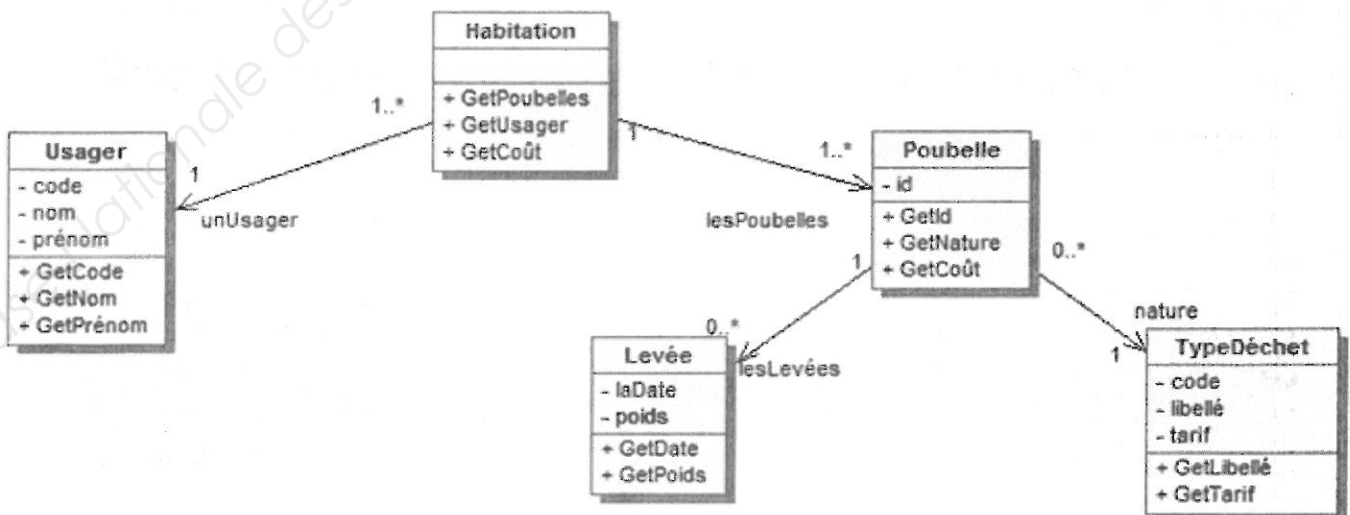 Habitation
+ GetPoubelles
+ GetUsager
+ GetCoût
1..*
1
unUsager
Usager
- code
- nom
- prénom
+ GetCode
+ GetNom
+ GetPrénom
1
1..*
lesPoubelles
Poubelle
- id
+ GetId
+ GetNature
+ GetCoût
1
0..*
lesLevées
Levée
- laDate
- poids
+ GetDate
+ GetPoids
0..*
nature
1
TypeDéchet
- code
- libellé
- tarif
+ GetLibellé
+ GetTarif
nationale des